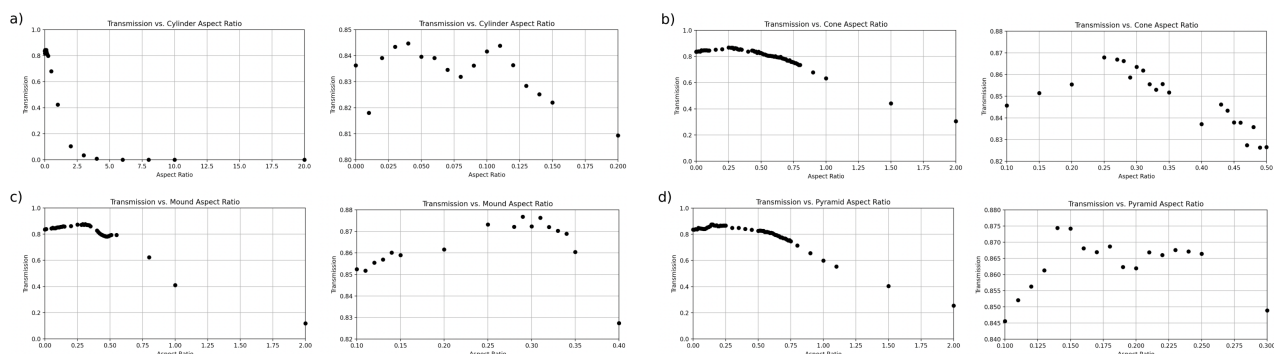 a)
Transmission vs. Cylinder Aspect Ratio
1.0
0.8
0.6
0.4
0.2
0.0
Transmission
0.0 2.5 5.0 7.5 10.0 12.5 15.0 17.5 20.0
Aspect Ratio
Transmission vs. Cylinder Aspect Ratio
0.85
0.84
0.83
0.82
0.81
0.80
Transmission
0.000 0.025 0.050 0.075 0.100 0.125 0.150 0.175 0.200
Aspect Ratio
b)
Transmission vs. Cone Aspect Ratio
1.0
0.8
0.6
0.4
0.2
0.0
Transmission
0.00 0.25 0.50 0.75 1.00 1.25 1.50 1.75 2.00
Aspect Ratio
Transmission vs. Cone Aspect Ratio
0.88
0.87
0.86
0.85
0.84
0.83
0.82
Transmission
0.10 0.15 0.20 0.25 0.30 0.35 0.40 0.45 0.50
Aspect Ratio
c)
Transmission vs. Mound Aspect Ratio
1.0
0.8
0.6
0.4
0.2
0.0
Transmission
0.00 0.25 0.50 0.75 1.00 1.25 1.50 1.75 2.00
Aspect Ratio
Transmission vs. Mound Aspect Ratio
0.88
0.87
0.86
0.85
0.84
0.83
0.82
Transmission
0.10 0.15 0.20 0.25 0.30 0.35 0.40
Aspect Ratio
d)
Transmission vs. Pyramid Aspect Ratio
1.0
0.8
0.6
0.4
0.2
0.0
Transmission
0.00 0.25 0.50 0.75 1.00 1.25 1.50 1.75 2.00
Aspect Ratio
Transmission vs. Pyramid Aspect Ratio
0.880
0.875
0.870
0.865
0.860
0.855
0.850
0.845
0.840
Transmission
0.100 0.125 0.150 0.175 0.200 0.225 0.250 0.275 0.300
Aspect Ratio